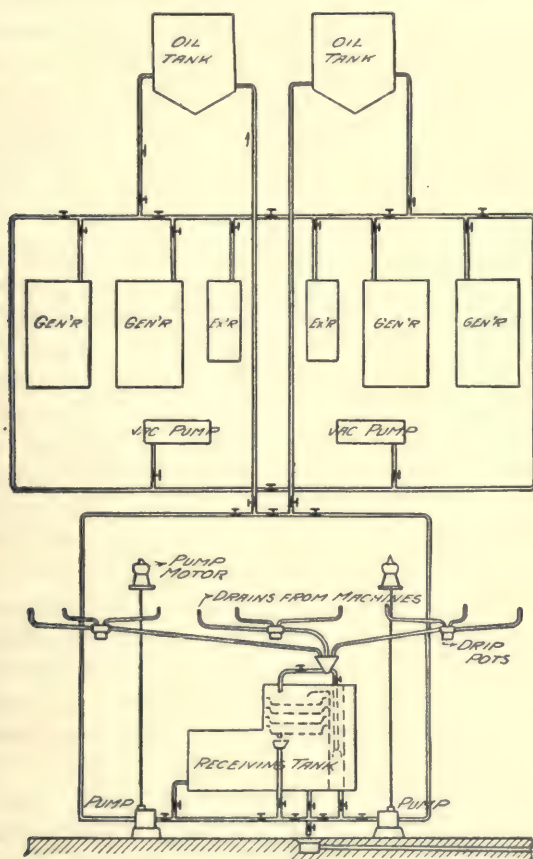 OIL
TANK
OIL
TANK
GEN'R
GEN'R
EX'R
EX'R
GEN'R
GEN'R
VAC PUMP
VAC PUMP
PUMP
MOTOR
DRAINS FROM MACHINES
DRIP
POTS
RECEIVING TANK
PUMP
PUMP